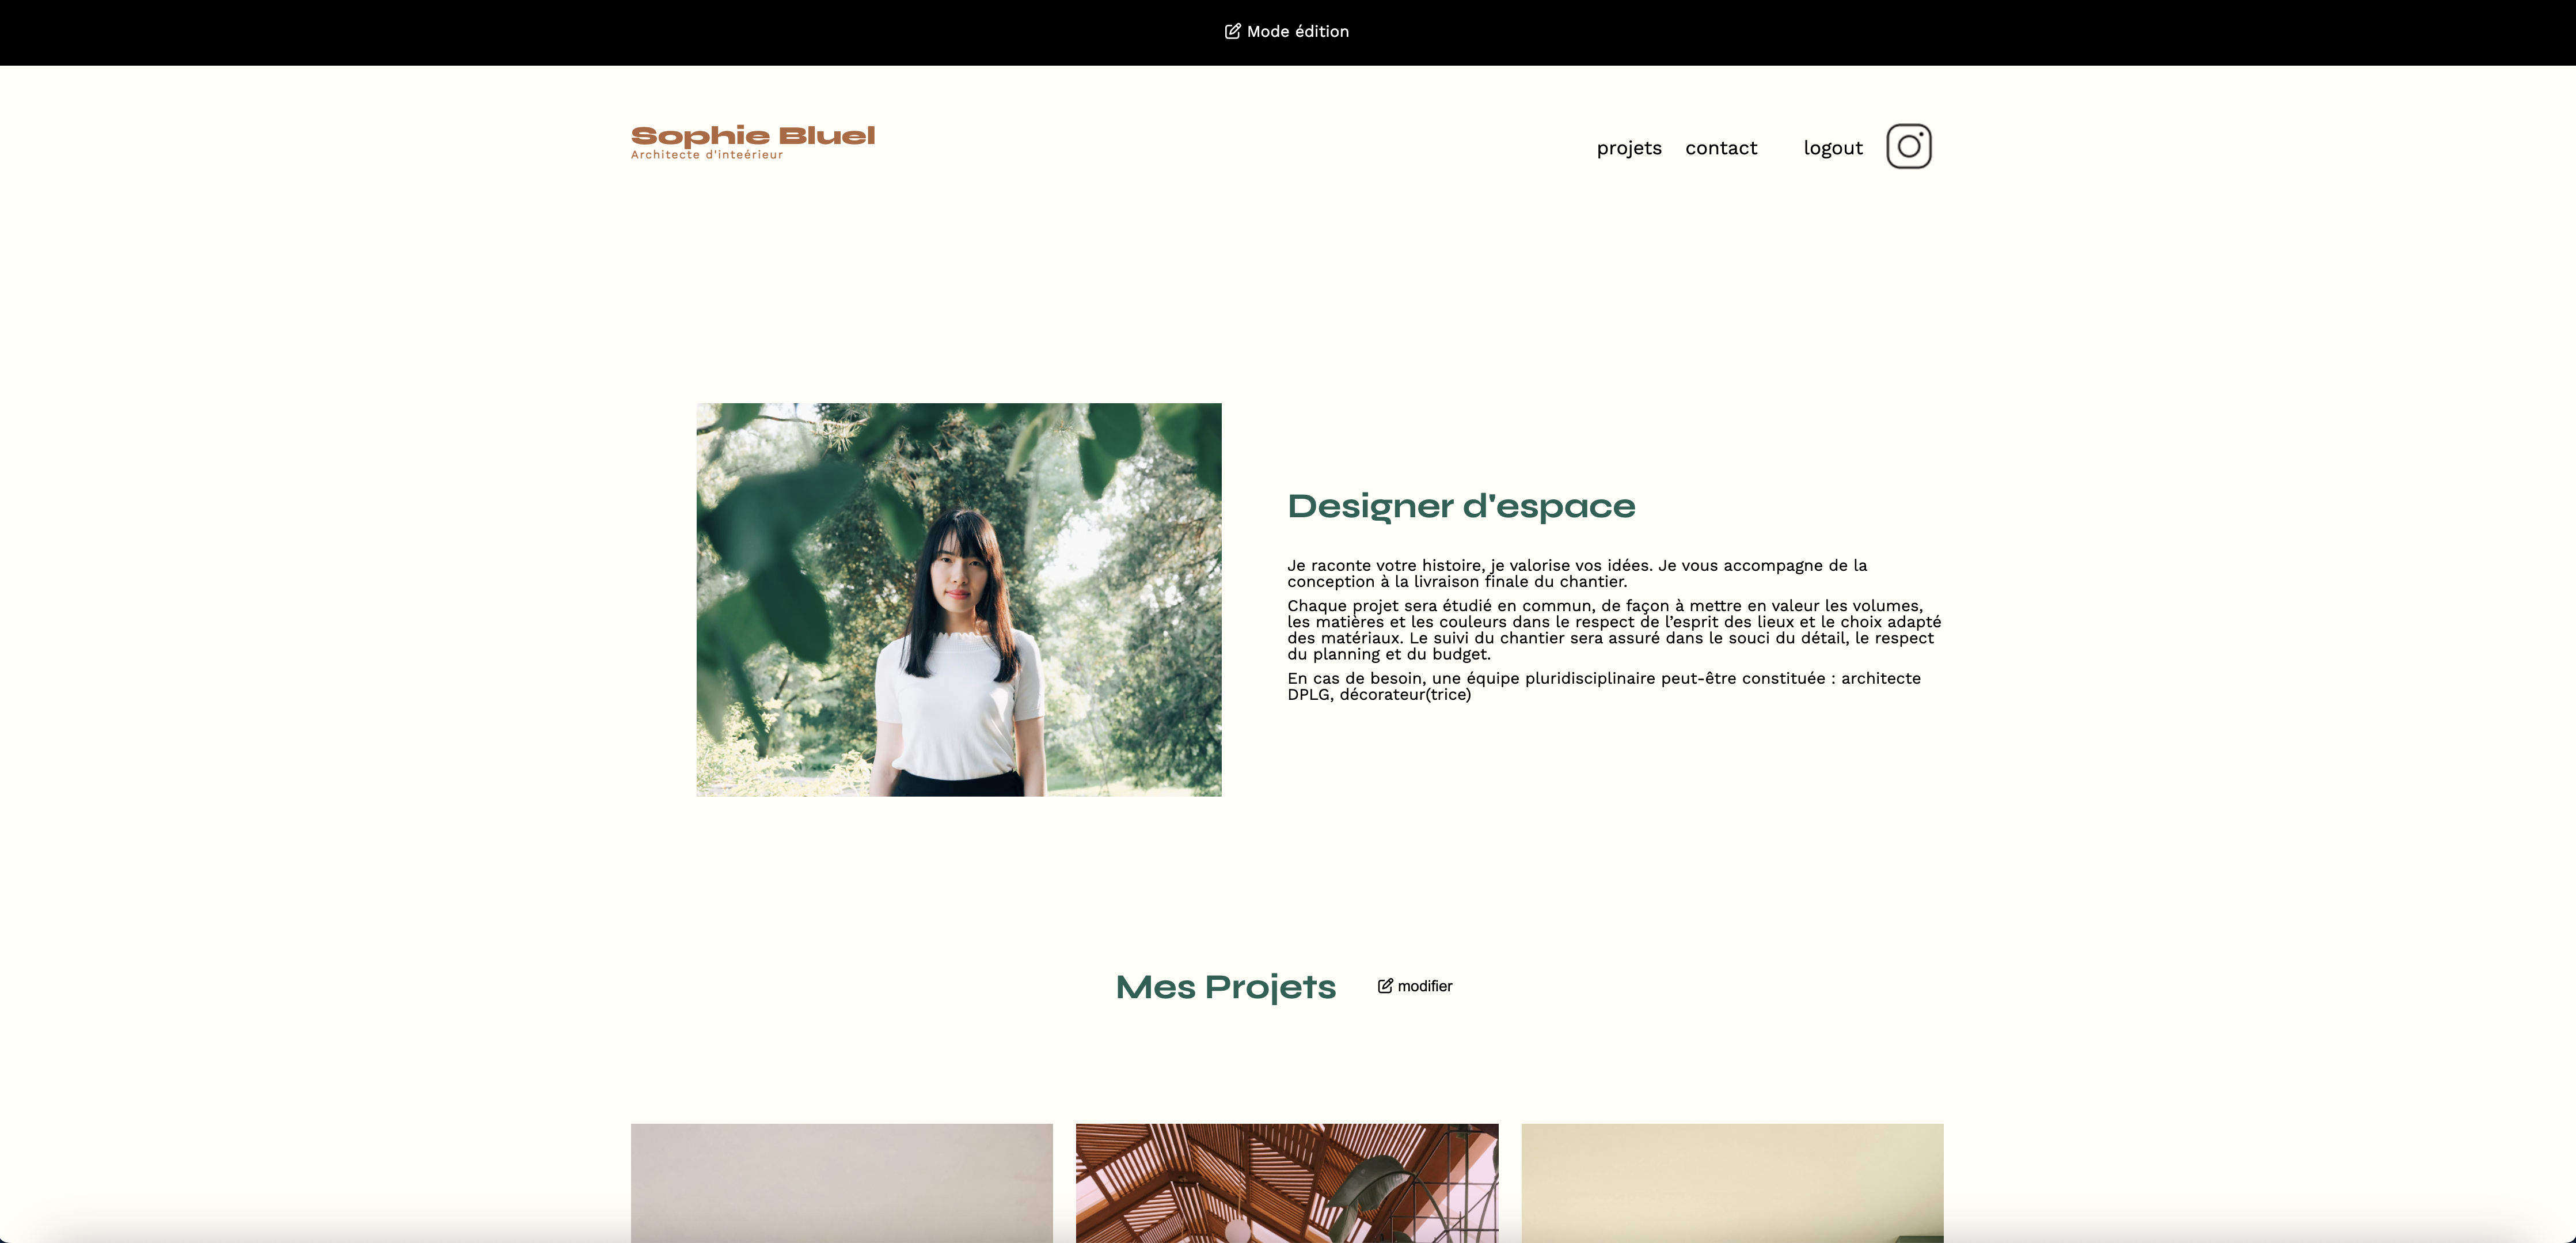 Mode édition
Sophie Bluel
Architecte d'inteérieur
projets contact logout
Designer d'espace
Je raconte votre histoire, je valorise vos idées. Je vous accompagne de la
conception à la livraison finale du chantier.
Chaque projet sera étudié en commun, de façon à mettre en valeur les volumes,
les matières et les couleurs dans le respect de l’esprit des lieux et le choix adapté
des matériaux. Le suivi du chantier sera assuré dans le souci du détail, le respect
du planning et du budget.
En cas de besoin, une équipe pluridisciplinaire peut-être constituée : architecte
DPLG, décorateur(trice)
Mes Projets modifier